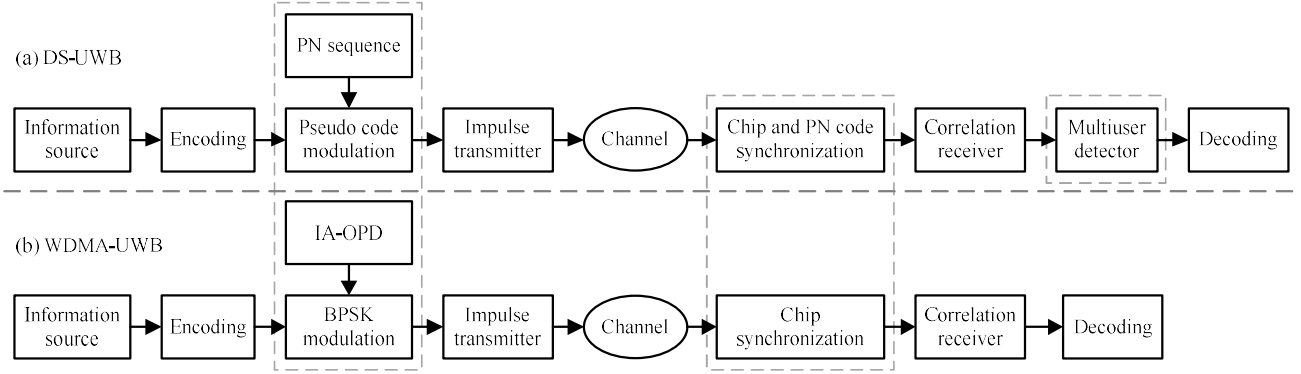 (a) DS-UWB
PN sequence
Information
source
Encoding
Pseudo code
modulation
Impulse
transmitter
Channel
Chip and PN code
synchronization
Correlation
receiver
Multiuser
detector
Decoding
(b) WDMA-UWB
IA-OPD
Information
source
Encoding
BPSK
modulation
Impulse
transmitter
Channel
Chip
synchronization
Correlation
receiver
Decoding